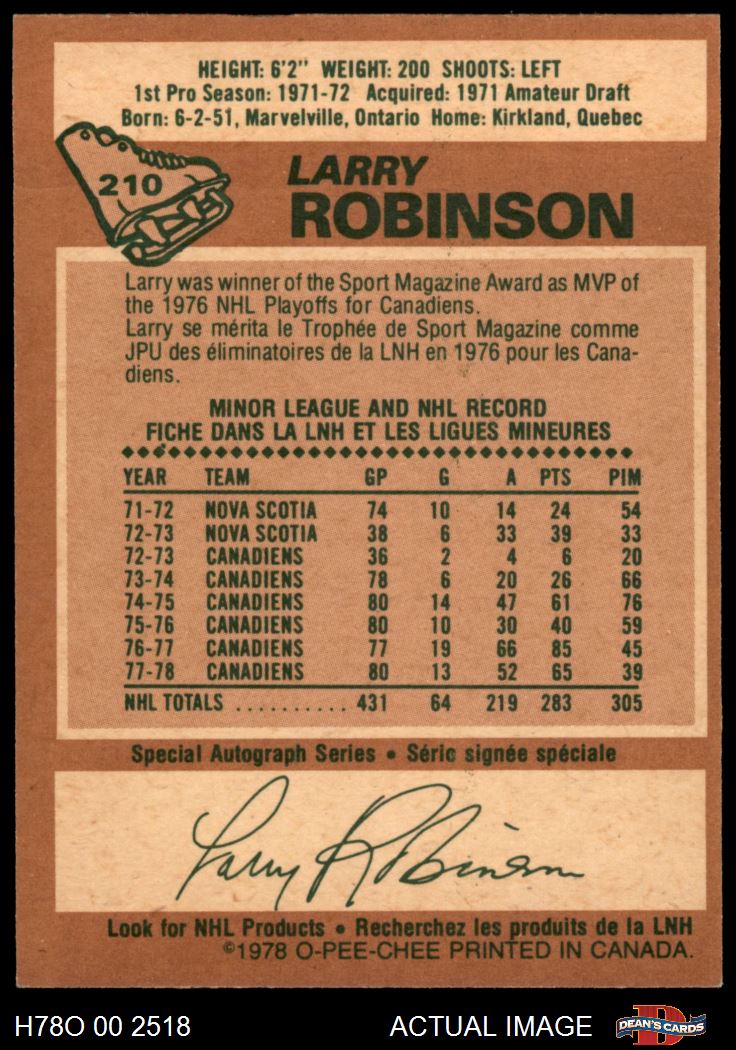 HEIGHT: 6'2" WEIGHT: 200 SHOOTS: LEFT
1st Pro Season: 1971-72 Acquired: 1971 Amateur Draft
Born: 6-2-51, Marvelville, Ontario Home: Kirkland, Quebec
210
LARRY
ROBINSON
Larry was winner of the Sport Magazine Award as MVP of
the 1976 NHL Playoffs for Canadiens.
Larry se mérita le Trophée de Sport Magazine comme
JPU des éliminatoires de la LNH en 1976 pour les Cana-
diens.
MINOR LEAGUE AND NHL RECORD
FICHE DANS LA LNH ET LES LIGUES MINEURES
YEAR TEAM GP G A PTS PIM
71-72 NOVA SCOTIA 74 10 14 24 54
72-73 NOVA SCOTIA 38 6 33 39 33
72-73 CANADIENS 36 2 4 6 20
73-74 CANADIENS 78 6 20 26 66
74-75 CANADIENS 80 14 47 61 76
75-76 CANADIENS 80 10 30 40 59
76-77 CANADIENS 77 19 66 85 45
77-78 CANADIENS 80 13 52 65 39
NHL TOTALS .......... 431 64 219 283 305
Special Autograph Series • Série signée spéciale
Larry Robinson
Look for NHL Products • Recherchez les produits de la LNH
©1978 O-PEE-CHEE PRINTED IN CANADA.
H78O 00 2518 ACTUAL IMAGE D DEAN'S CARDS